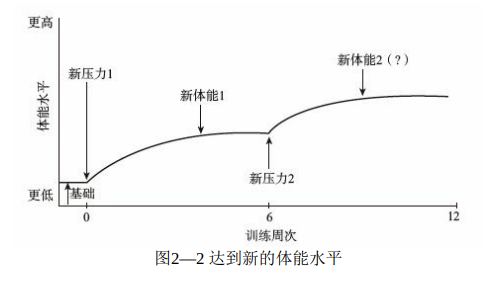 更高
新体能2（?）
新压力1
新体能1
体能水平
新压力2
更低
基础
0
6
12
训练周次
图2—2 达到新的体能水平